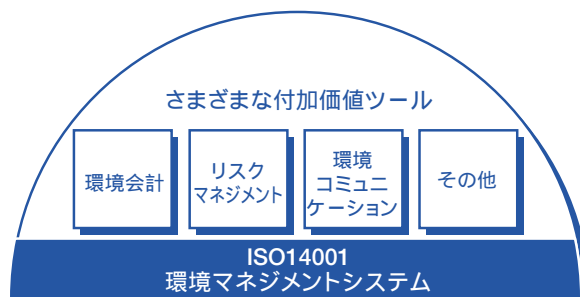 さまざまな付加価値ツール
環境会計
リスク
マネジメント
環境
コミュニ
ケーション
その他
ISO14001
環境マネジメントシステム